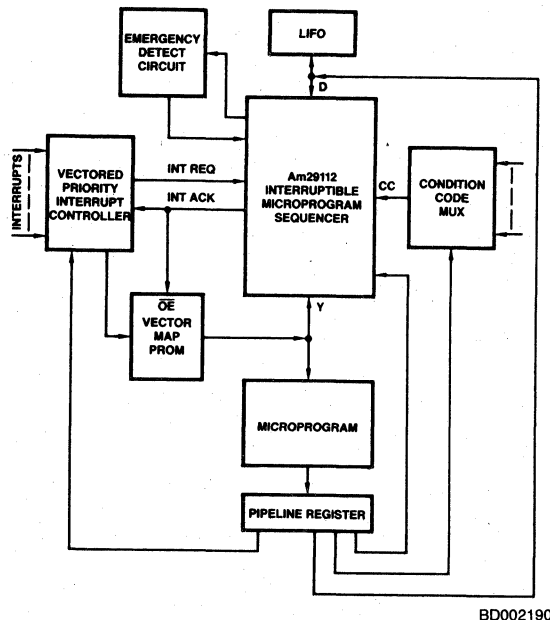 LIFO
EMERGENCY
DETECT
CIRCUIT
D
INTERRUPTS
VECTORED
PRIORITY
INTERRUPT
CONTROLLER
INT REQ
INT ACK
Am29112
INTERRUPTIBLE
MICROPROGRAM
SEQUENCER
CC
CONDITION
CODE
MUX
OE
VECTOR
MAP
PROM
Y
MICROPROGRAM
PIPELINE REGISTER
BD002190